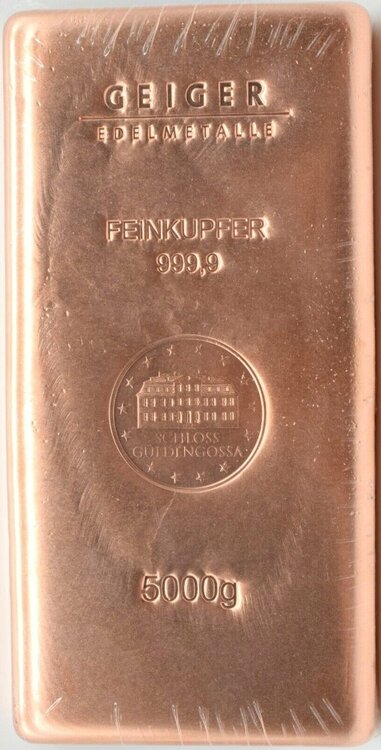 GEIGER
EDELMETALLE
FEINKUPFER
999,9
SCHLOSS
GÜLDENGOSSA
5000g